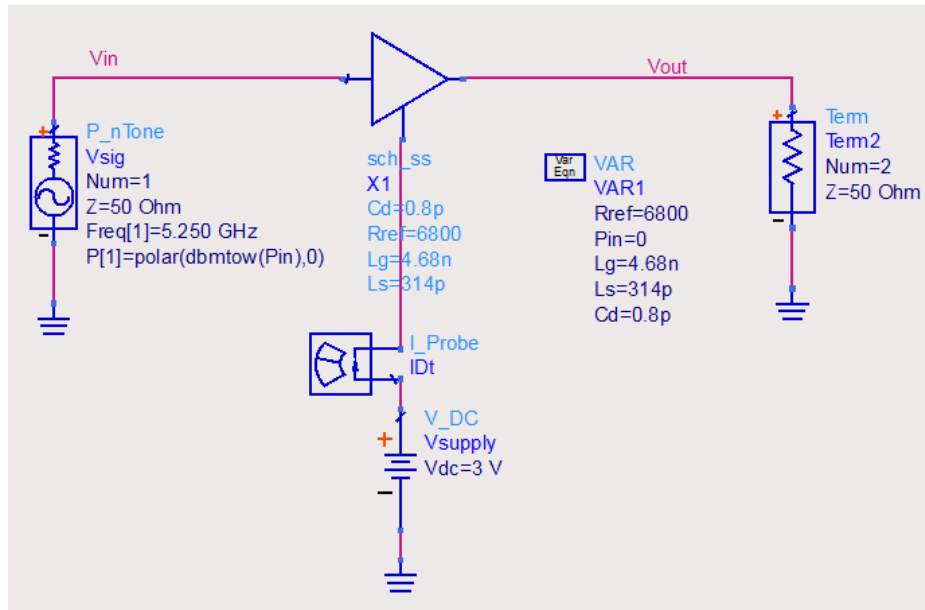 Vin
Vout
P_nTone
Vsig
Num=1
Z=50 Ohm
Freq[1]=5.250 GHz
P[1]=polar(dbmtow(Pin),0)
sch_ss
X1
Cd=0.8p
Rref=6800
Lg=4.68n
Ls=314p
Var
Eqn
VAR
VAR1
Rref=6800
Pin=0
Lg=4.68n
Ls=314p
Cd=0.8p
Term
Term2
Num=2
Z=50 Ohm
I_Probe
IDt
V_DC
Vsupply
Vdc=3 V